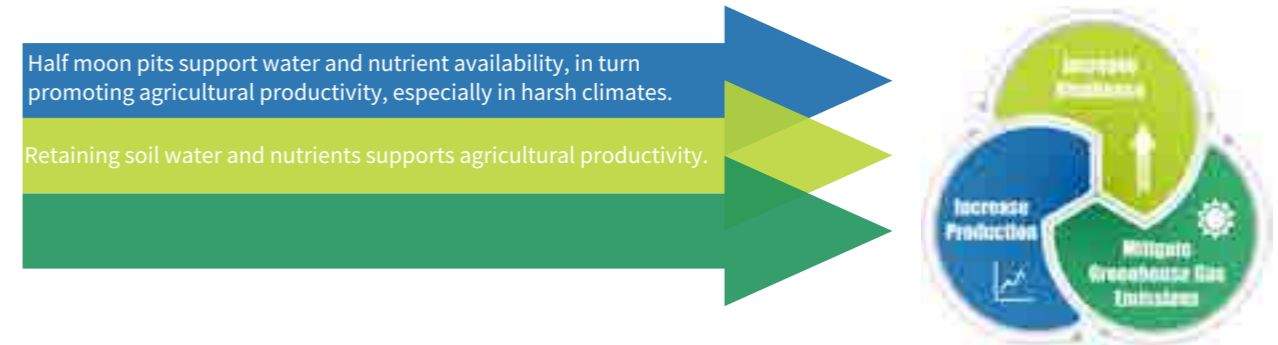 Half moon pits support water and nutrient availability, in turn
promoting agricultural productivity, especially in harsh climates.
Retaining soil water and nutrients supports agricultural productivity.
Increase
Increase
Production
Mitigate
Greenhouse Gas
Emissions